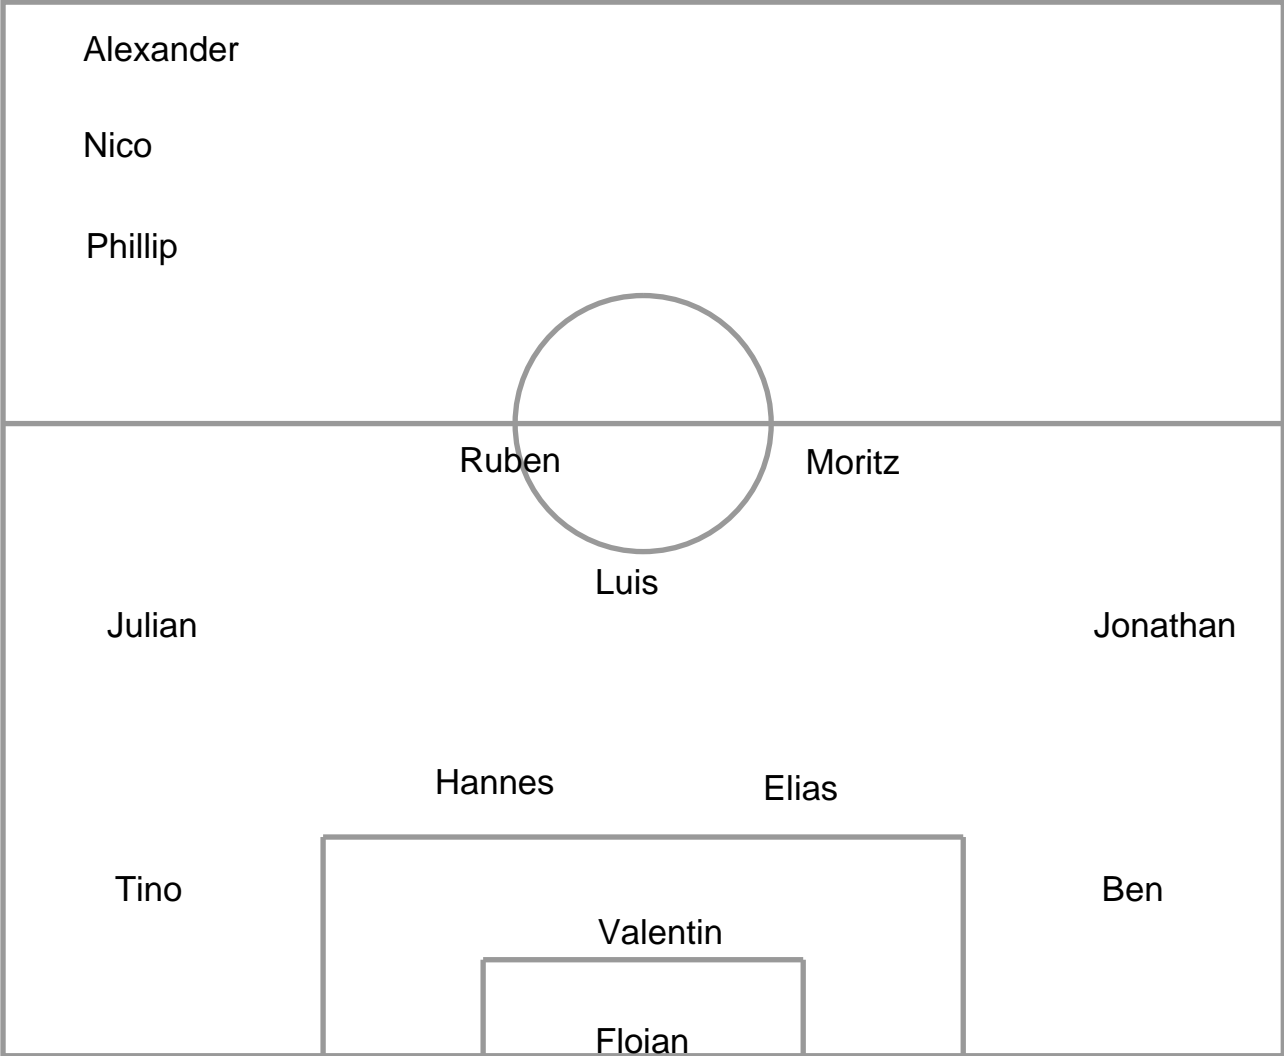 Alexander
Nico
Phillip
Ruben
Moritz
Luis
Julian
Jonathan
Hannes
Elias
Tino
Ben
Valentin
Floian